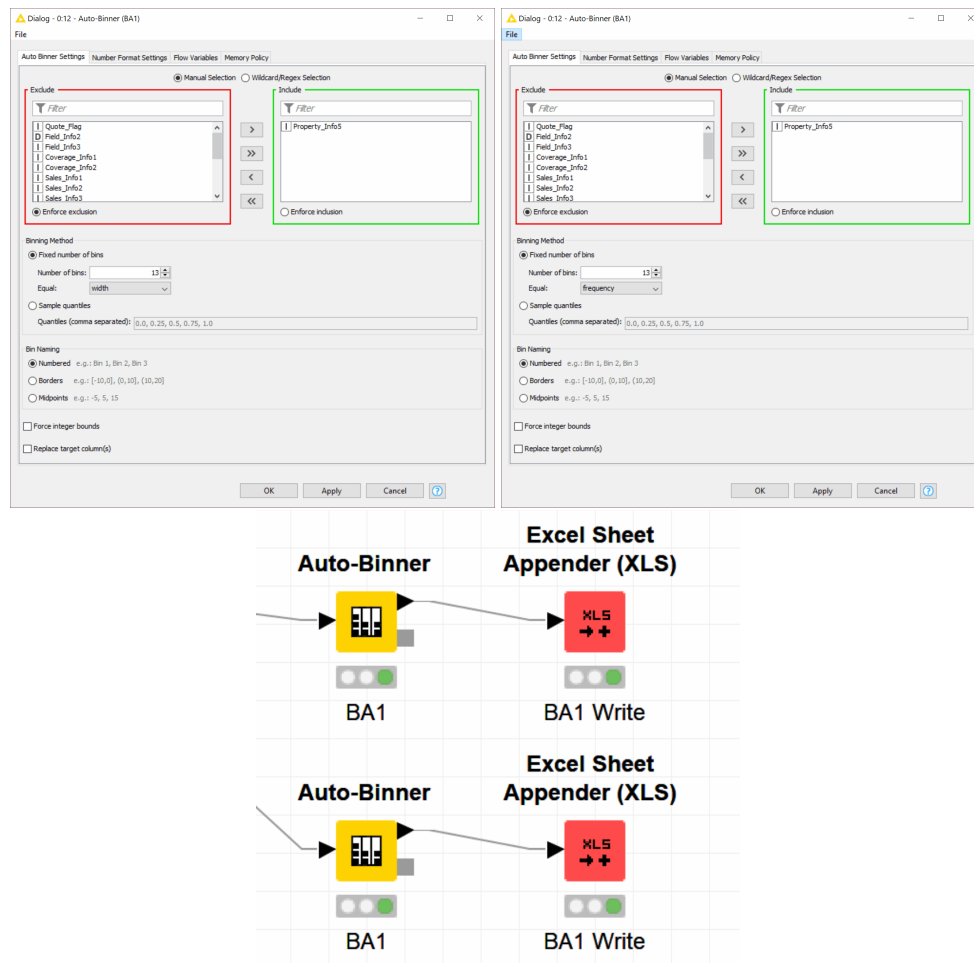 Dialog - 0:12 - Auto-Binner (BA1)
File
Auto Binner Settings Number Format Settings Flow Variables Memory Policy
Manual Selection Wildcard/Regex Selection
Exclude
Include
Filter
Filter
I Quote_Flag
D Field_Info2
I Field_Info3
I Coverage_Info1
I Coverage_Info2
I Sales_Info1
I Sales_Info2
I Sales_Info3
I Property_Info5
>
>>
<
<<
Enforce exclusion
Enforce inclusion
Binning Method
Fixed number of bins
Number of bins: 13
Equal: width
Sample quantiles
Quantiles (comma separated): 0.0, 0.25, 0.5, 0.75, 1.0
Bin Naming
Numbered e.g.: Bin 1, Bin 2, Bin 3
Borders e.g.: [-10,0], (0,10], (10,20]
Midpoints e.g.: -5, 5, 15
Force integer bounds
Replace target column(s)
OK Apply Cancel ?
Dialog - 0:12 - Auto-Binner (BA1)
File
Auto Binner Settings Number Format Settings Flow Variables Memory Policy
Manual Selection Wildcard/Regex Selection
Exclude
Include
Filter
Filter
I Quote_Flag
D Field_Info2
I Field_Info3
I Coverage_Info1
I Coverage_Info2
I Sales_Info1
I Sales_Info2
I Sales_Info3
I Property_Info5
>
>>
<
<<
Enforce exclusion
Enforce inclusion
Binning Method
Fixed number of bins
Number of bins: 13
Equal: frequency
Sample quantiles
Quantiles (comma separated): 0.0, 0.25, 0.5, 0.75, 1.0
Bin Naming
Numbered e.g.: Bin 1, Bin 2, Bin 3
Borders e.g.: [-10,0], (0,10], (10,20]
Midpoints e.g.: -5, 5, 15
Force integer bounds
Replace target column(s)
OK Apply Cancel ?
Auto-Binner
Excel Sheet
Appender (XLS)
XLS
BA1
BA1 Write
Auto-Binner
Excel Sheet
Appender (XLS)
XLS
BA1
BA1 Write